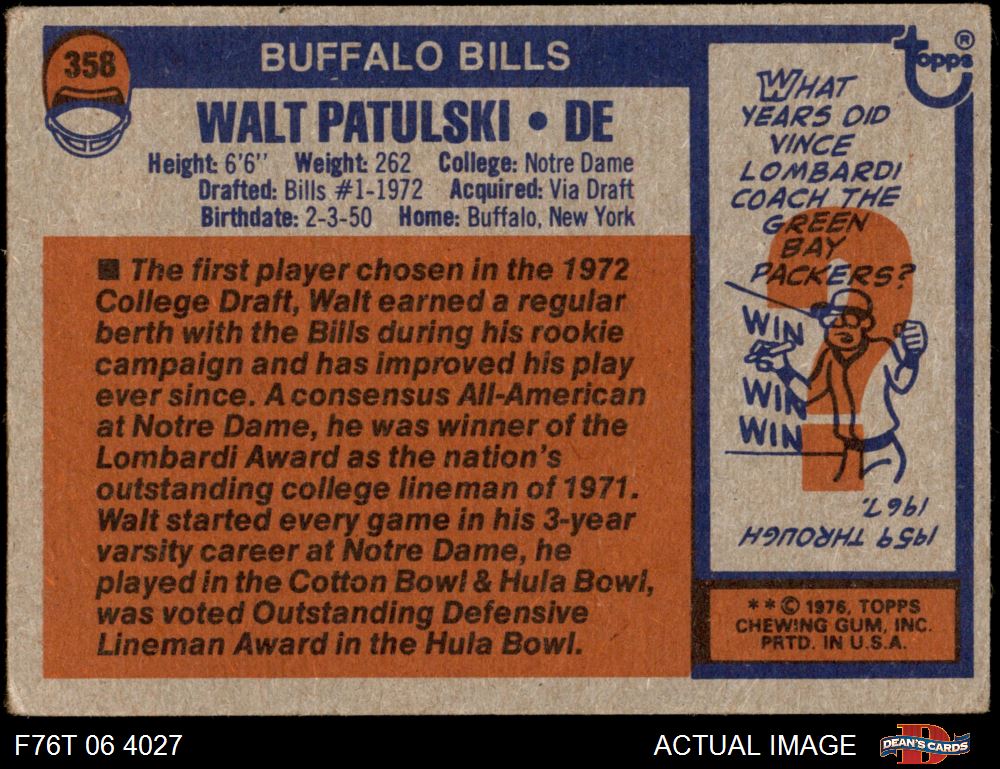 358
BUFFALO BILLS
WALT PATULSKI • DE
Height: 6'6'' Weight: 262 College: Notre Dame
Drafted: Bills #1-1972 Acquired: Via Draft
Birthdate: 2-3-50 Home: Buffalo, New York
■ The first player chosen in the 1972
College Draft, Walt earned a regular
berth with the Bills during his rookie
campaign and has improved his play
ever since. A consensus All-American
at Notre Dame, he was winner of the
Lombardi Award as the nation's
outstanding college lineman of 1971.
Walt started every game in his 3-year
varsity career at Notre Dame, he
played in the Cotton Bowl & Hula Bowl,
was voted Outstanding Defensive
Lineman Award in the Hula Bowl.
topps®
WHAT
YEARS DID
VINCE
LOMBARDI
COACH THE
GREEN
BAY
PACKERS?
WIN
WIN
WIN
1959 THROUGH
1967.
**© 1976, TOPPS
CHEWING GUM, INC.
PRTD. IN U.S.A.
F76T 06 4027
ACTUAL IMAGE
DEAN'S CARDS